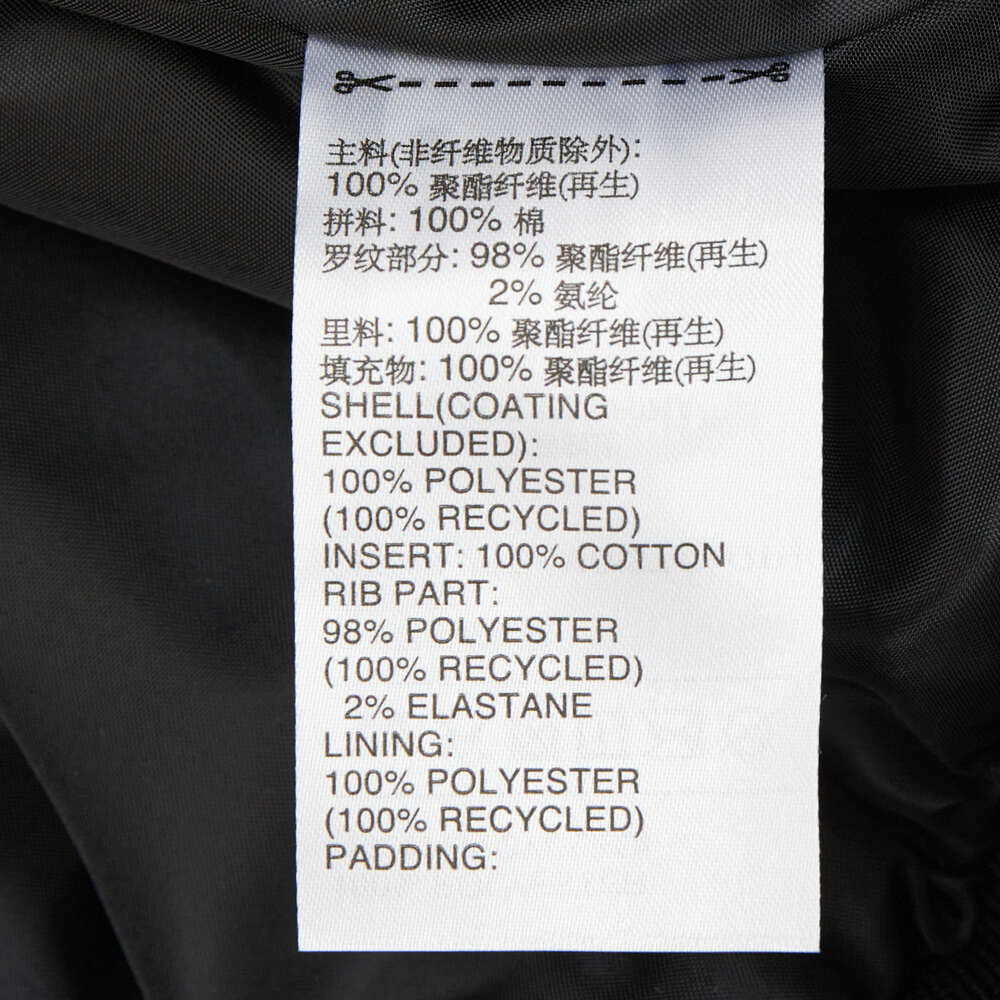 主料(非纤维物质除外):
100% 聚酯纤维(再生)
拼料: 100% 棉
罗纹部分: 98% 聚酯纤维(再生)
2% 氨纶
里料: 100% 聚酯纤维(再生)
填充物: 100% 聚酯纤维(再生)
SHELL(COATING
EXCLUDED):
100% POLYESTER
(100% RECYCLED)
INSERT: 100% COTTON
RIB PART:
98% POLYESTER
(100% RECYCLED)
2% ELASTANE
LINING:
100% POLYESTER
(100% RECYCLED)
PADDING: